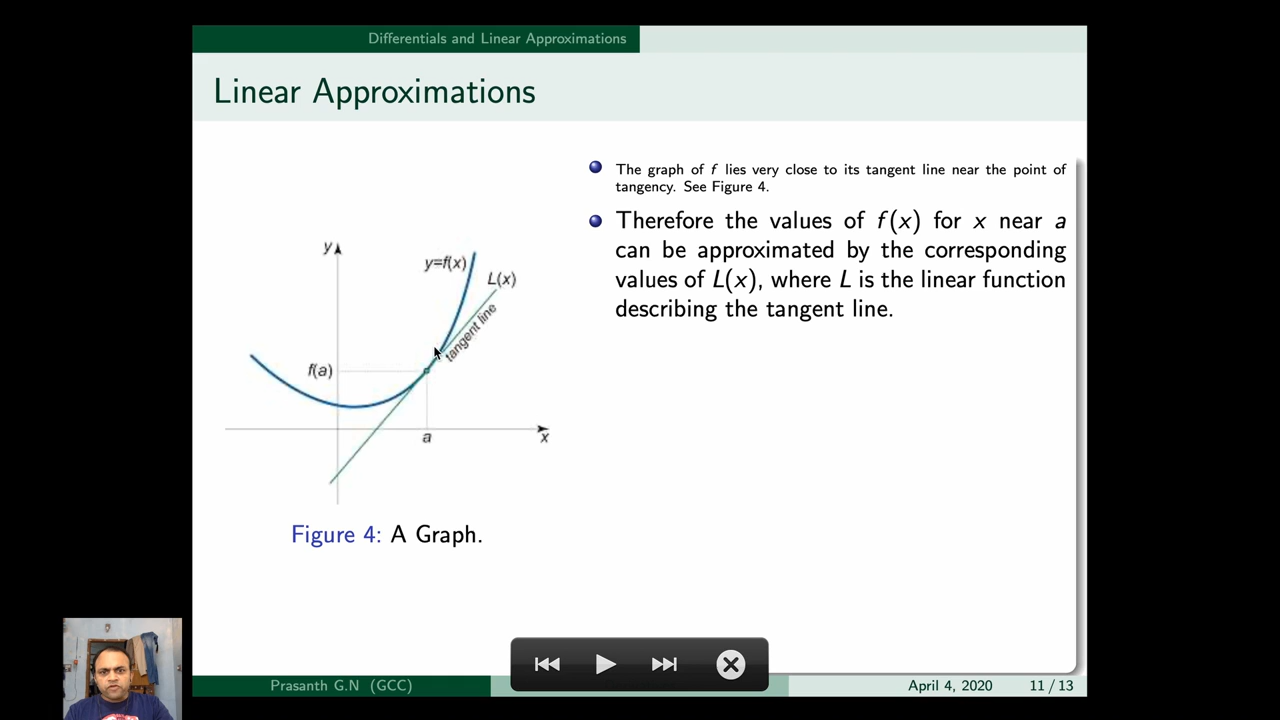 Differentials and Linear Approximations
Linear Approximations
The graph of f lies very close to its tangent line near the point of
tangency. See Figure 4.
Therefore the values of f(x) for x near a
can be approximated by the corresponding
values of L(x), where L is the linear function
describing the tangent line.
y
y=f(x)
L(x)
tangent line
f(a)
a
x
Figure 4: A Graph.
Prasanth G.N (GCC)
April 4, 2020
11 / 13